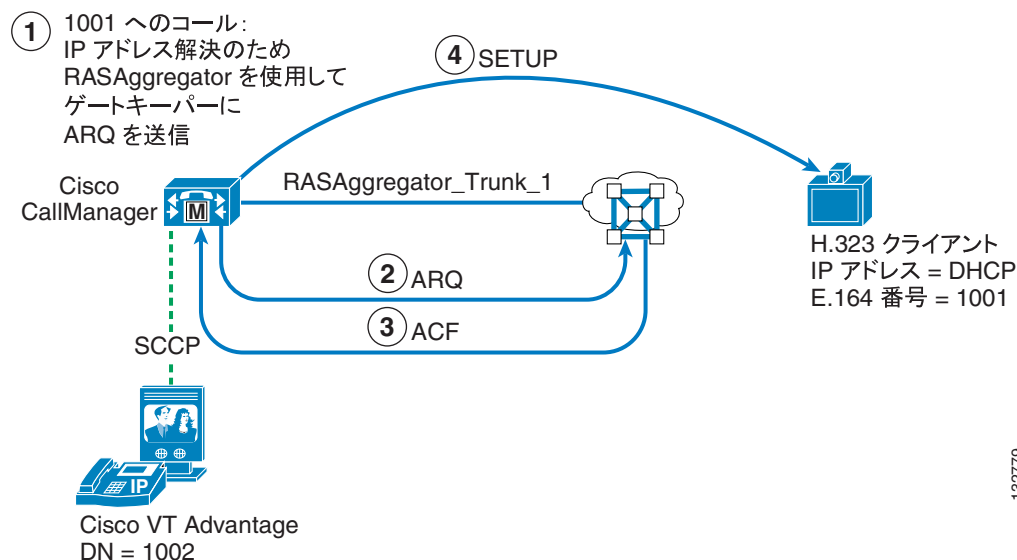 1
1001 へのコール:
IP アドレス解決のため
RASAggregator を使用して
ゲートキーパーに
ARQ を送信
4 SETUP
Cisco
CallManager
M
RASAggregator_Trunk_1
H.323 クライアント
IP アドレス = DHCP
E.164 番号 = 1001
2 ARQ
3 ACF
SCCP
IP
Cisco VT Advantage
DN = 1002
132779